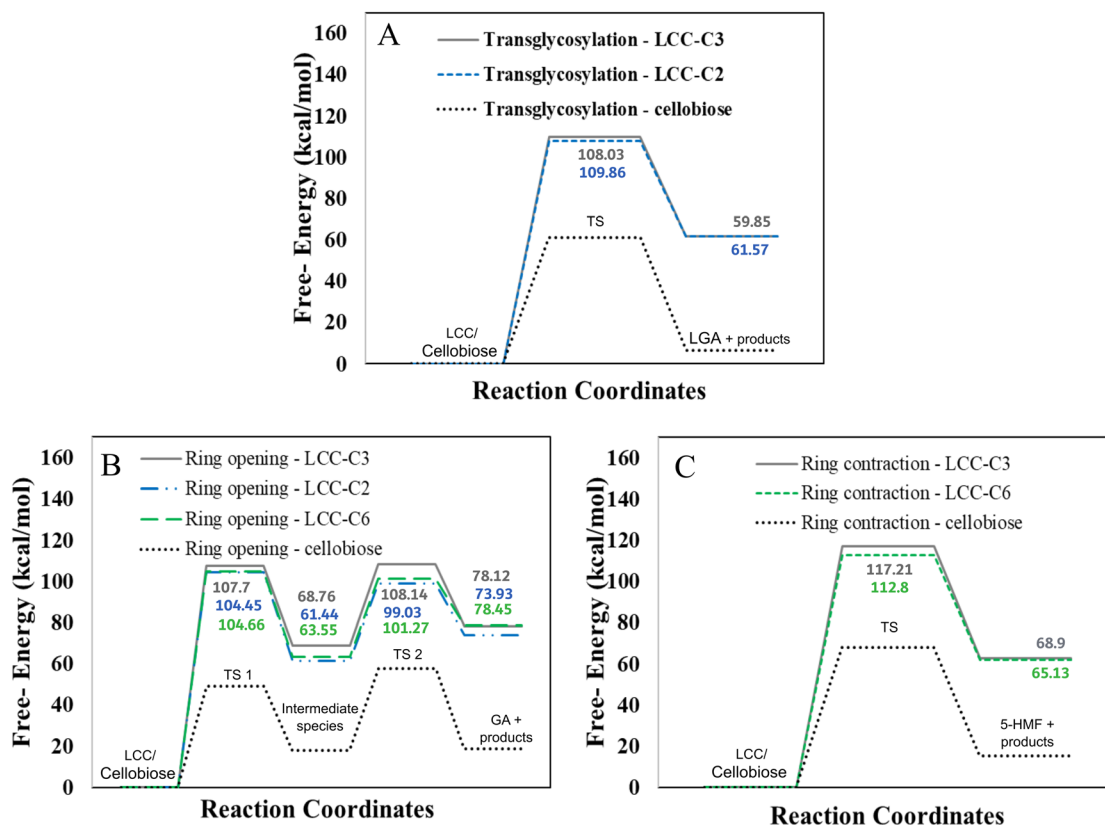 A
160
140
120
100
80
60
40
20
0
Free- Energy (kcal/mol)
Transglycosylation - LCC-C3
Transglycosylation - LCC-C2
Transglycosylation - cellobiose
108.03
109.86
TS
59.85
61.57
LCC/
Cellobiose
LGA + products
Reaction Coordinates
B
160
140
120
100
80
60
40
20
0
Free- Energy (kcal/mol)
Ring opening - LCC-C3
Ring opening - LCC-C2
Ring opening - LCC-C6
Ring opening - cellobiose
107.7
104.45
104.66
68.76
61.44
63.55
108.14
99.03
101.27
78.12
73.93
78.45
TS 1
TS 2
Intermediate
species
GA +
products
LCC/
Cellobiose
Reaction Coordinates
C
160
140
120
100
80
60
40
20
0
Free- Energy (kcal/mol)
Ring contraction - LCC-C3
Ring contraction - LCC-C6
Ring contraction - cellobiose
117.21
112.8
TS
68.9
65.13
5-HMF +
products
LCC/
Cellobiose
Reaction Coordinates